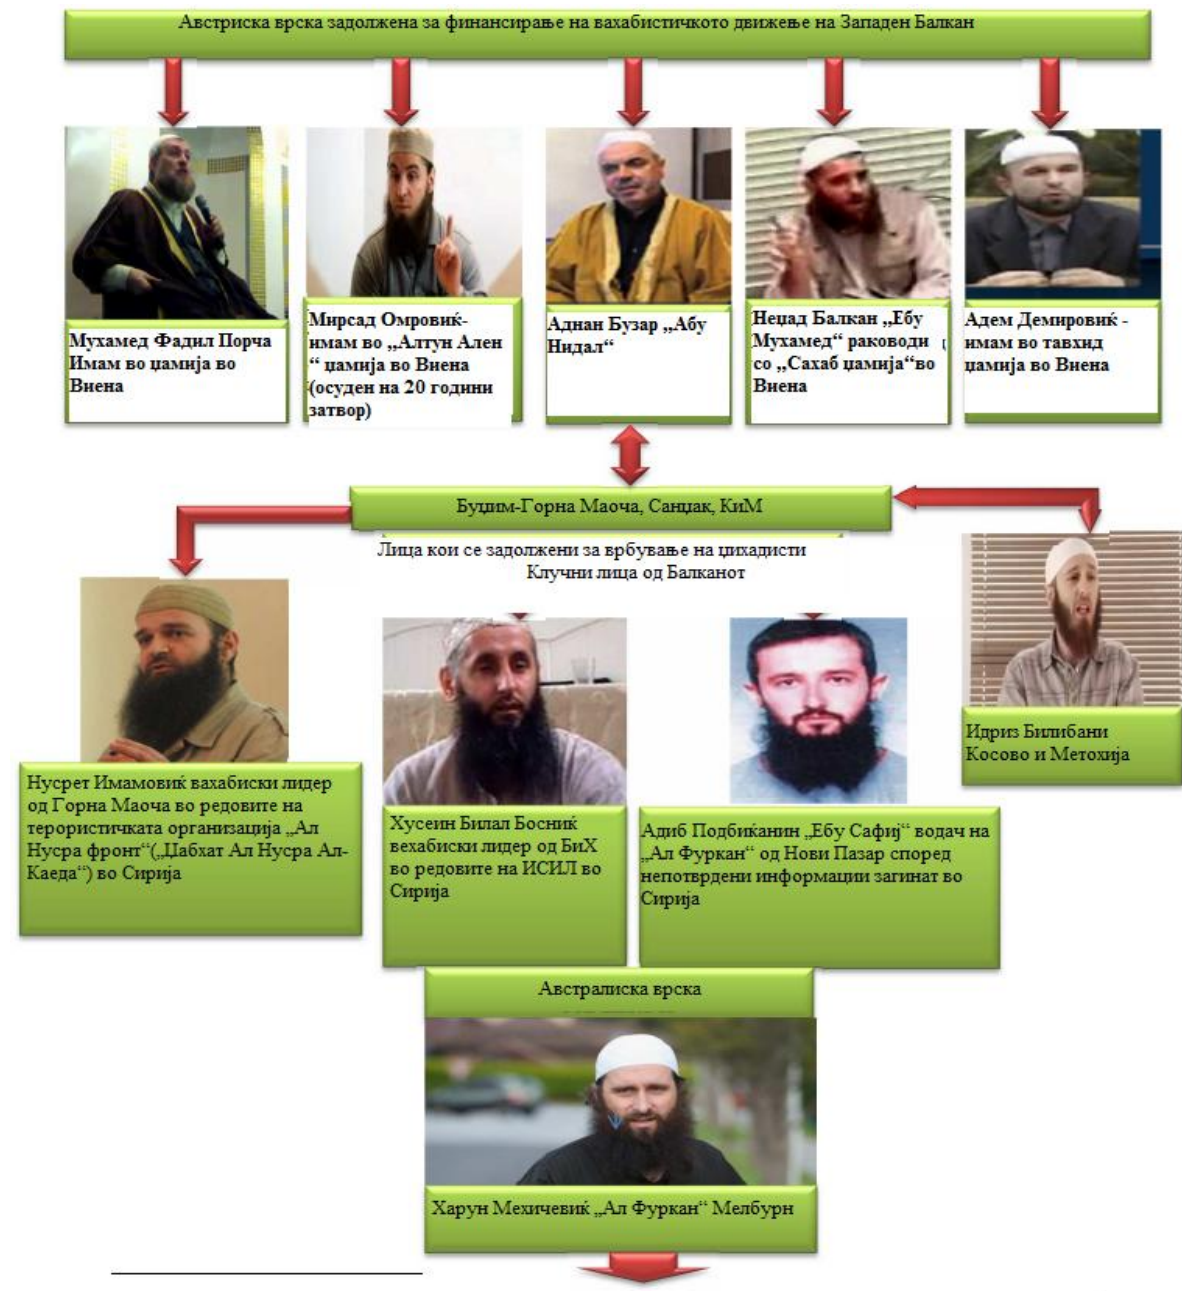 Австриска врска задолжена за финансирање на вахабистичкото движење на Западен Балкан
Мухамед Фадил Порча
Имам во џамија во
Виена
Мирсад Омровиќ-
имам во „Алтун Ален
“ џамија во Виена
(осуден на 20 години
затвор)
Аднан Бузар „Абу
Нидал“
Неџад Балкан „Ебу
Мухамед“ раководи
со „Сахаб џамија“во
Виена
Адем Демировиќ -
имам во тавхид
џамија во Виена
Буџим-Горна Маоча, Санџак, КиМ
Лица кои се задолжени за врбување на џихадисти
Клучни лица од Балканот
Идриз Билибани
Косово и Метохија
Нусрет Имамовиќ вахабиски лидер
од Горна Маоча во редовите на
терористичката организација „Ал
Нусра фронт“(„Џабхат Ал Нусра Ал-
Каеда“) во Сирија
Хусеин Билал Босниќ
вехабиски лидер од БиХ
во редовите на ИСИЛ во
Сирија
Адиб Подбиќанин „Ебу Сафиј“ водач на
„Ал Фуркан“ од Нови Пазар според
непотврдени информации загинат во
Сирија
Австралиска врска
Харун Мехичевиќ „Ал Фуркан“ Мелбурн